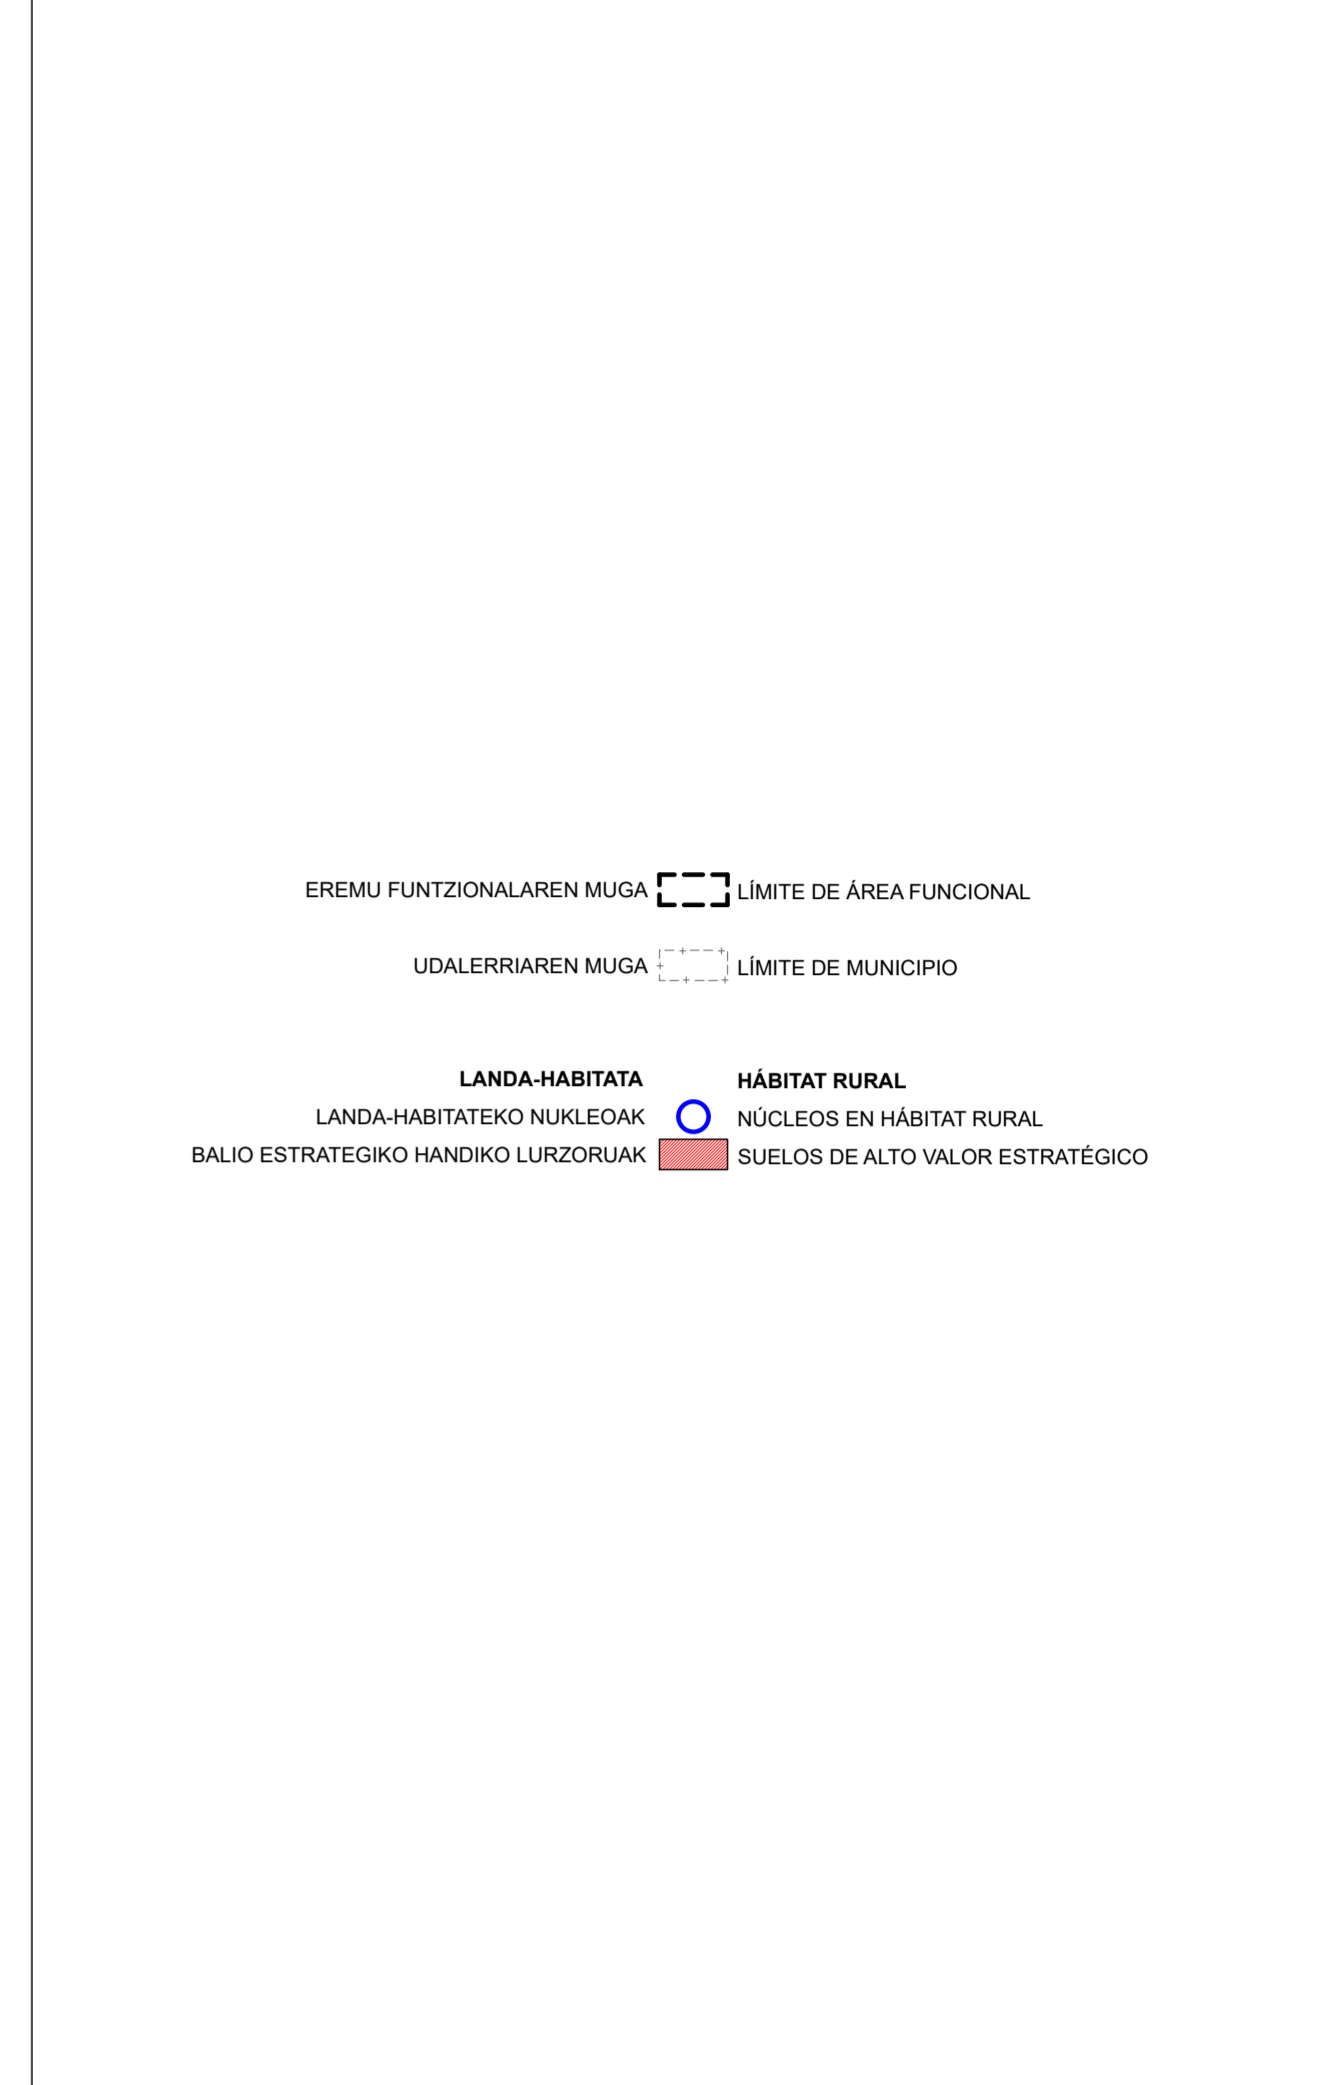 EREMU FUNTZIONALAREN MUGA LÍMITE DE ÁREA FUNCIONAL
UDALERRIAREN MUGA LÍMITE DE MUNICIPIO
LANDA-HABITATA HÁBITAT RURAL
LANDA-HABITATEKO NUKLEOAK NÚCLEOS EN HÁBITAT RURAL
BALIO ESTRATEGIKO HANDIKO LURZORUAK SUELOS DE ALTO VALOR ESTRATÉGICO